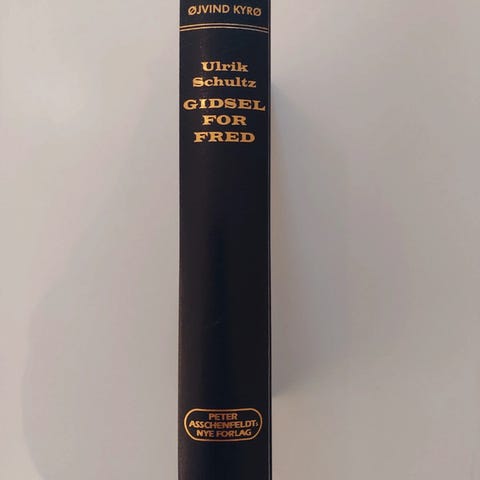 ØJVIND KYRØ
Ulrik
Schultz
GIDSEL
FOR
FRED
PETER
ASSCHENFELDTs
NYE FORLAG